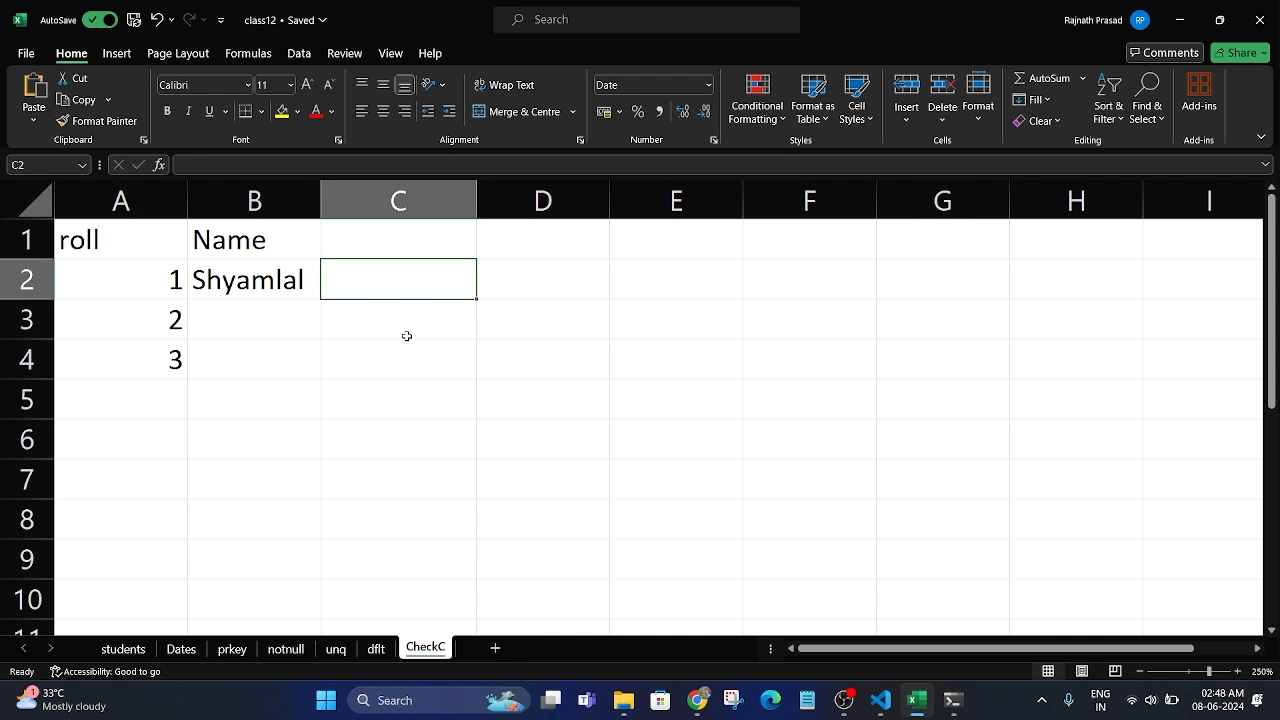 AutoSave class12 • Saved Search Rajnath Prasad RP
File Home Insert Page Layout Formulas Data Review View Help Comments Share
Paste Cut Copy Format Painter Clipboard
Calibri 11 B I U A Font
Wrap Text Merge & Centre Alignment
Date % , Number
Conditional Formatting Format as Table Cell Styles Styles
Insert Delete Format Cells
AutoSum Fill Clear Sort & Filter Find & Select Editing
Add-ins Add-ins
C2 fx
A B C D E F G H I
1 roll Name
2 1 Shyamlal
3 2
4 3
5
6
7
8
9
10
11
students Dates prkey notnull unq dflt CheckC +
Ready Accessibility: Good to go 250%
1 33°C Mostly cloudy Search ENG IN 02:48 AM 08-06-2024